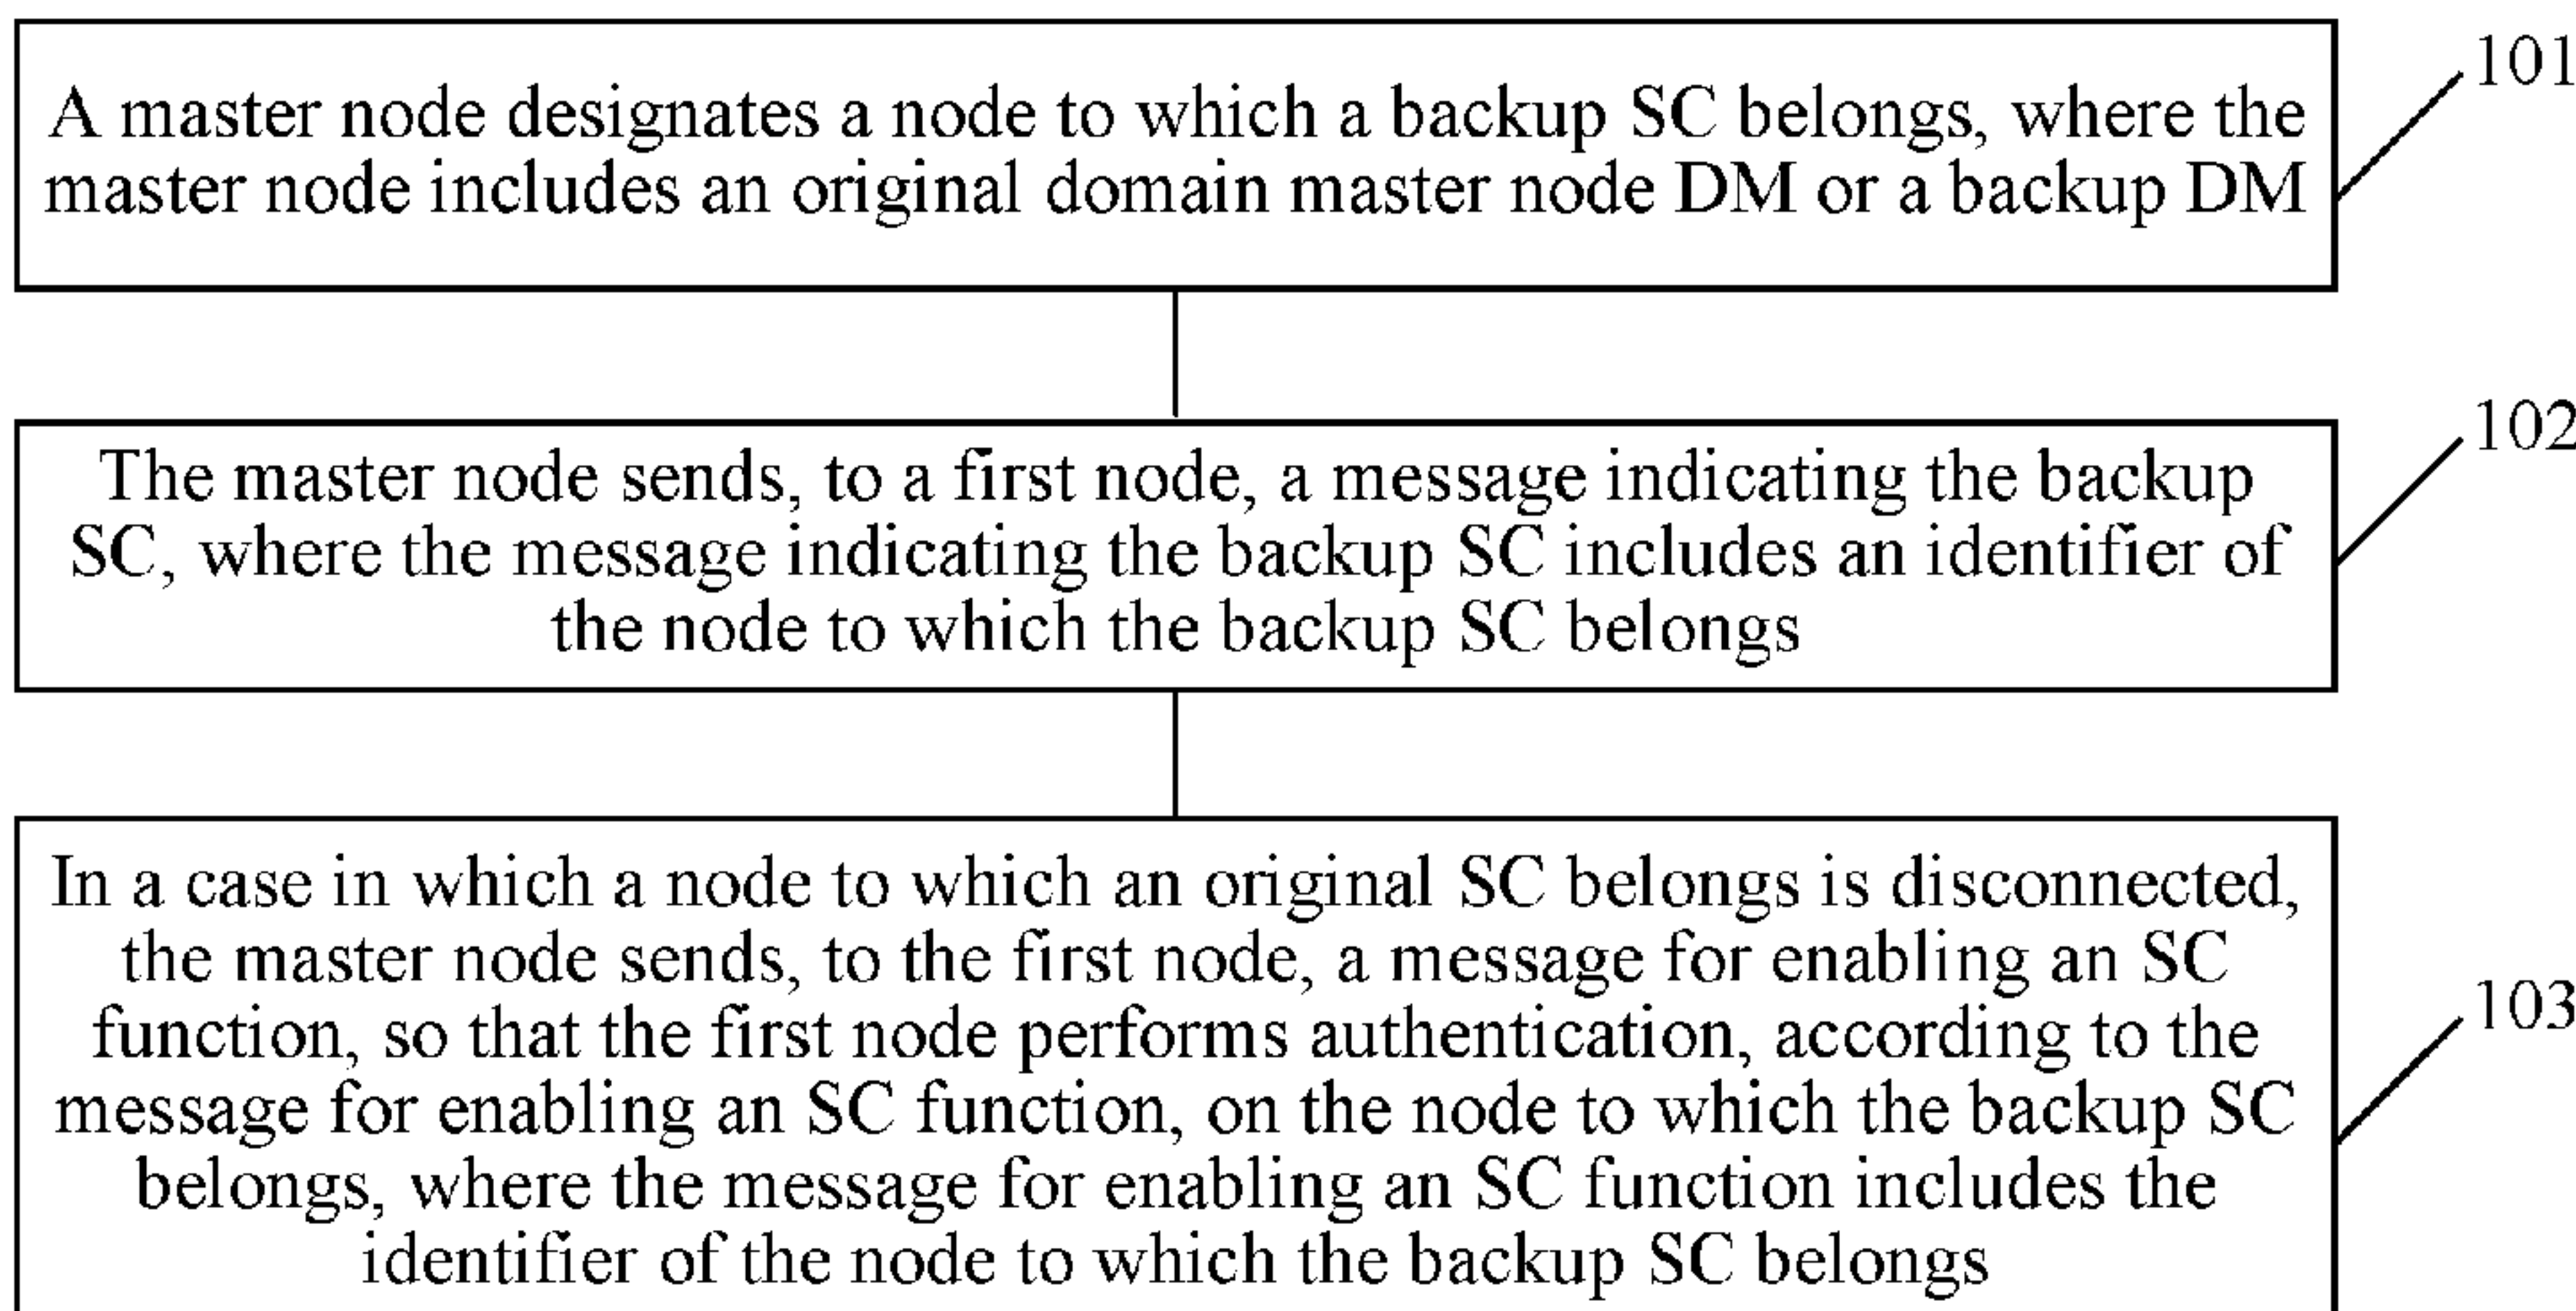 101
A master node designates a node to which a backup SC belongs, where the
master node includes an original domain master node DM or a backup DM
102
The master node sends, to a first node, a message indicating the backup
SC, where the message indicating the backup SC includes an identifier of
the node to which the backup SC belongs
In a case in which a node to which an original SC belongs is disconnected,
the master node sends, to the first node, a message for enabling an SC
function, so that the first node performs authentication, according to the
103
message for enabling an SC function, on the node to which the backup SC
belongs, where the message for enabling an SC function includes the
identifier of the node to which the backup SC belongs